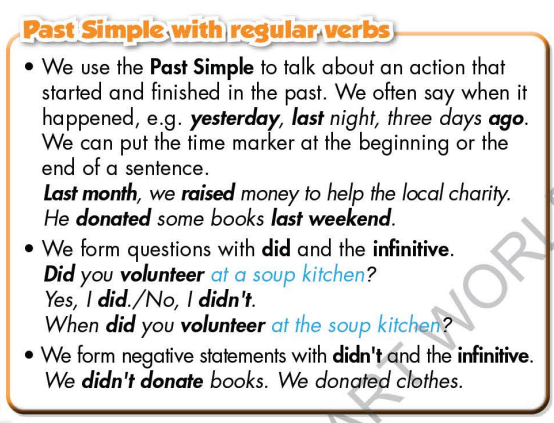 Past Simple with regular verbs
• We use the Past Simple to talk about an action that
started and finished in the past. We often say when it
happened, e.g. yesterday, last night, three days ago.
We can put the time marker at the beginning or the
end of a sentence.
Last month, we raised money to help the local charity.
He donated some books last weekend.
• We form questions with did and the infinitive.
Did you volunteer at a soup kitchen?
Yes, I did./No, I didn't.
When did you volunteer at the soup kitchen?
• We form negative statements with didn't and the infinitive.
We didn't donate books. We donated clothes.
ART WORL